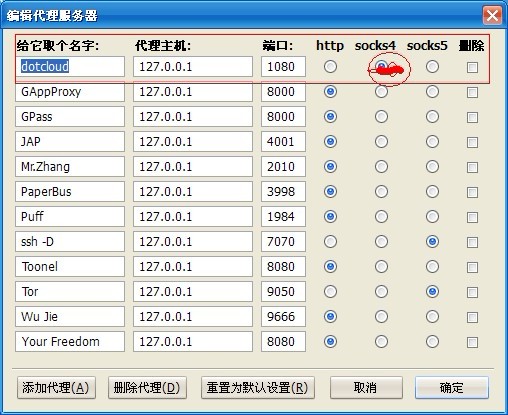 编辑代理服务器
给它取个名字: 代理主机: 端口: http socks4 socks5 删除
dotcloud 127.0.0.1 1080
GAppProxy 127.0.0.1 8000
GPass 127.0.0.1 8000
JAP 127.0.0.1 4001
Mr.Zhang 127.0.0.1 2010
PaperBus 127.0.0.1 3998
Puff 127.0.0.1 1984
ssh -D 127.0.0.1 7070
Toonel 127.0.0.1 8080
Tor 127.0.0.1 9050
Wu Jie 127.0.0.1 9666
Your Freedom 127.0.0.1 8080
添加代理(A) 删除代理(D) 重置为默认设置(R) 取消 确定